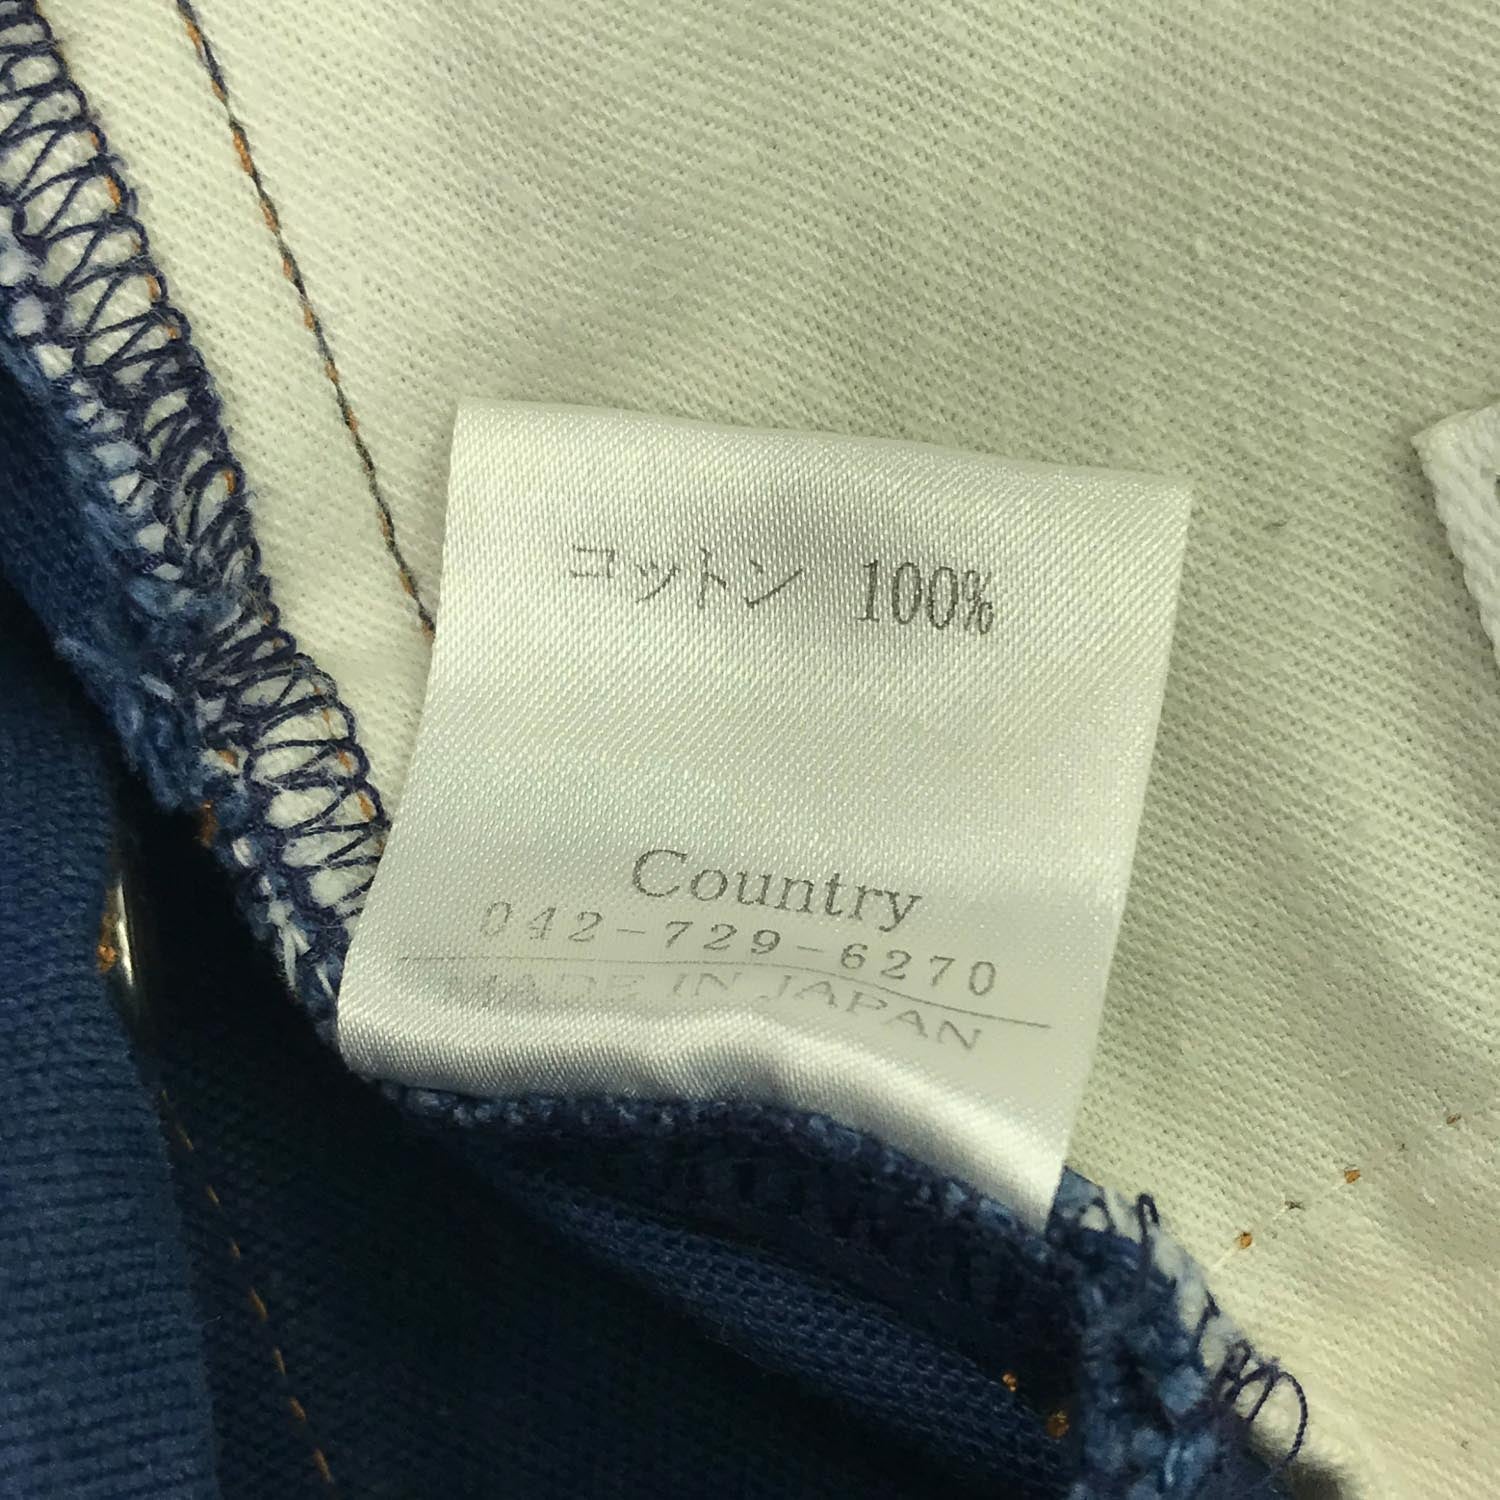 コットン 100%
Country
042-729-6270
MADE IN JAPAN